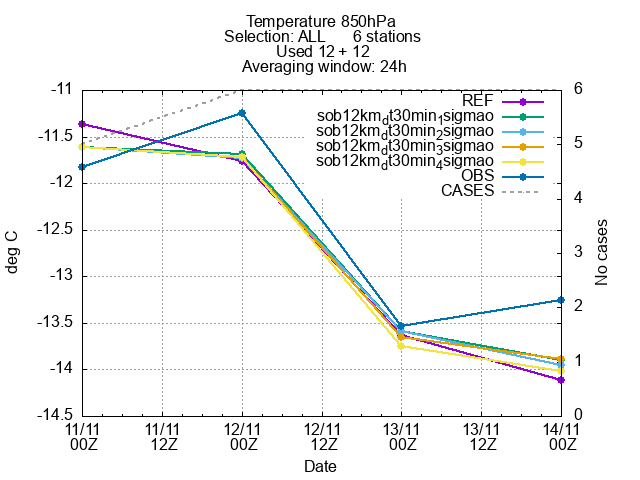 Temperature 850hPa
Selection: ALL 6 stations
Used 12 + 12
Averaging window: 24h
-11
-11.5
-12
-12.5
-13
-13.5
-14
-14.5
deg C
6
5
4
3
2
1
0
No cases
REF
sob12km_dt30min_1sigmao
sob12km_dt30min_2sigmao
sob12km_dt30min_3sigmao
sob12km_dt30min_4sigmao
OBS
CASES
11/11 11/11 12/11 12/11 13/11 13/11 14/11
00Z 12Z 00Z 12Z 00Z 12Z 00Z
Date